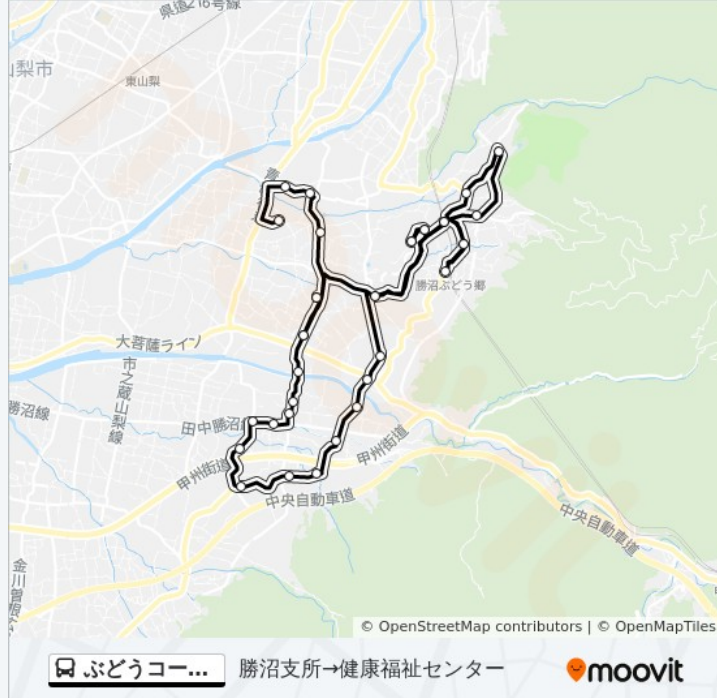 県道216号線
山梨市
東山梨
勝沼ぶどう郷
大菩薩ライン
市之蔵山梨線
勝沼線
田中勝沼線
甲州街道
甲州街道
中央自動車道
中央自動車道
金川曽根
© OpenStreetMap contributors | © OpenMapTiles
ぶどうコー...
勝沼支所→健康福祉センター
moovit